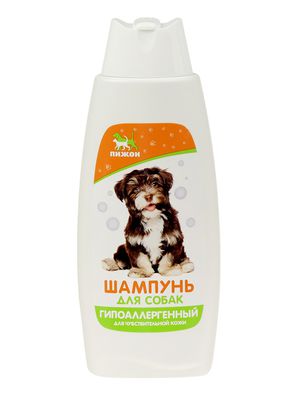 ПИЖОН
ШАМПУНЬ
ДЛЯ СОБАК
ГИПОАЛЛЕРГЕННЫЙ
ДЛЯ ЧУВСТВИТЕЛЬНОЙ КОЖИ